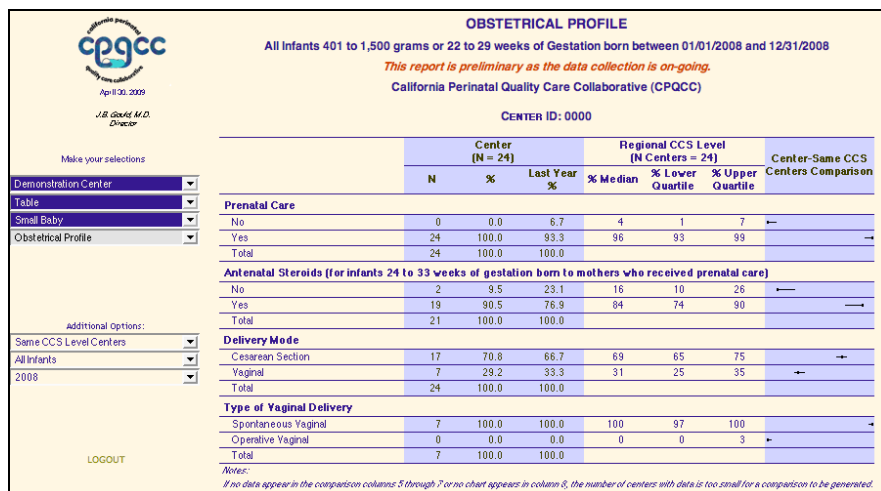 california perinatal
cpqcc
quality care collaborative
April 30, 2009
J.B. Gould, M.D.
Director
Make your selections
Demonstration Center
Table
Small Baby
Obstetrical Profile
Additional Options:
Same CCS Level Centers
All Infants
2008
LOGOUT
OBSTETRICAL PROFILE
All Infants 401 to 1,500 grams or 22 to 29 weeks of Gestation born between 01/01/2008 and 12/31/2008
This report is preliminary as the data collection is on-going.
California Perinatal Quality Care Collaborative (CPQCC)
CENTER ID: 0000
Center (N = 24) Regional CCS Level (N Centers = 24) Center-Same CCS Centers Comparison
N % Last Year % % Median % Lower Quartile % Upper Quartile
Prenatal Care
No 0 0.0 6.7 4 1 7
Yes 24 100.0 93.3 96 93 99
Total 24 100.0 100.0
Antenatal Steroids (for infants 24 to 33 weeks of gestation born to mothers who received prenatal care)
No 2 9.5 23.1 16 10 26
Yes 19 90.5 76.9 84 74 90
Total 21 100.0 100.0
Delivery Mode
Cesarean Section 17 70.8 66.7 69 65 75
Vaginal 7 29.2 33.3 31 25 35
Total 24 100.0 100.0
Type of Vaginal Delivery
Spontaneous Vaginal 7 100.0 100.0 100 97 100
Operative Vaginal 0 0.0 0.0 0 0 3
Total 7 100.0 100.0
Notes:
If no data appear in the comparison columns 5 through 7 or no chart appears in column 8, the number of centers with data is too small for a comparison to be generated.